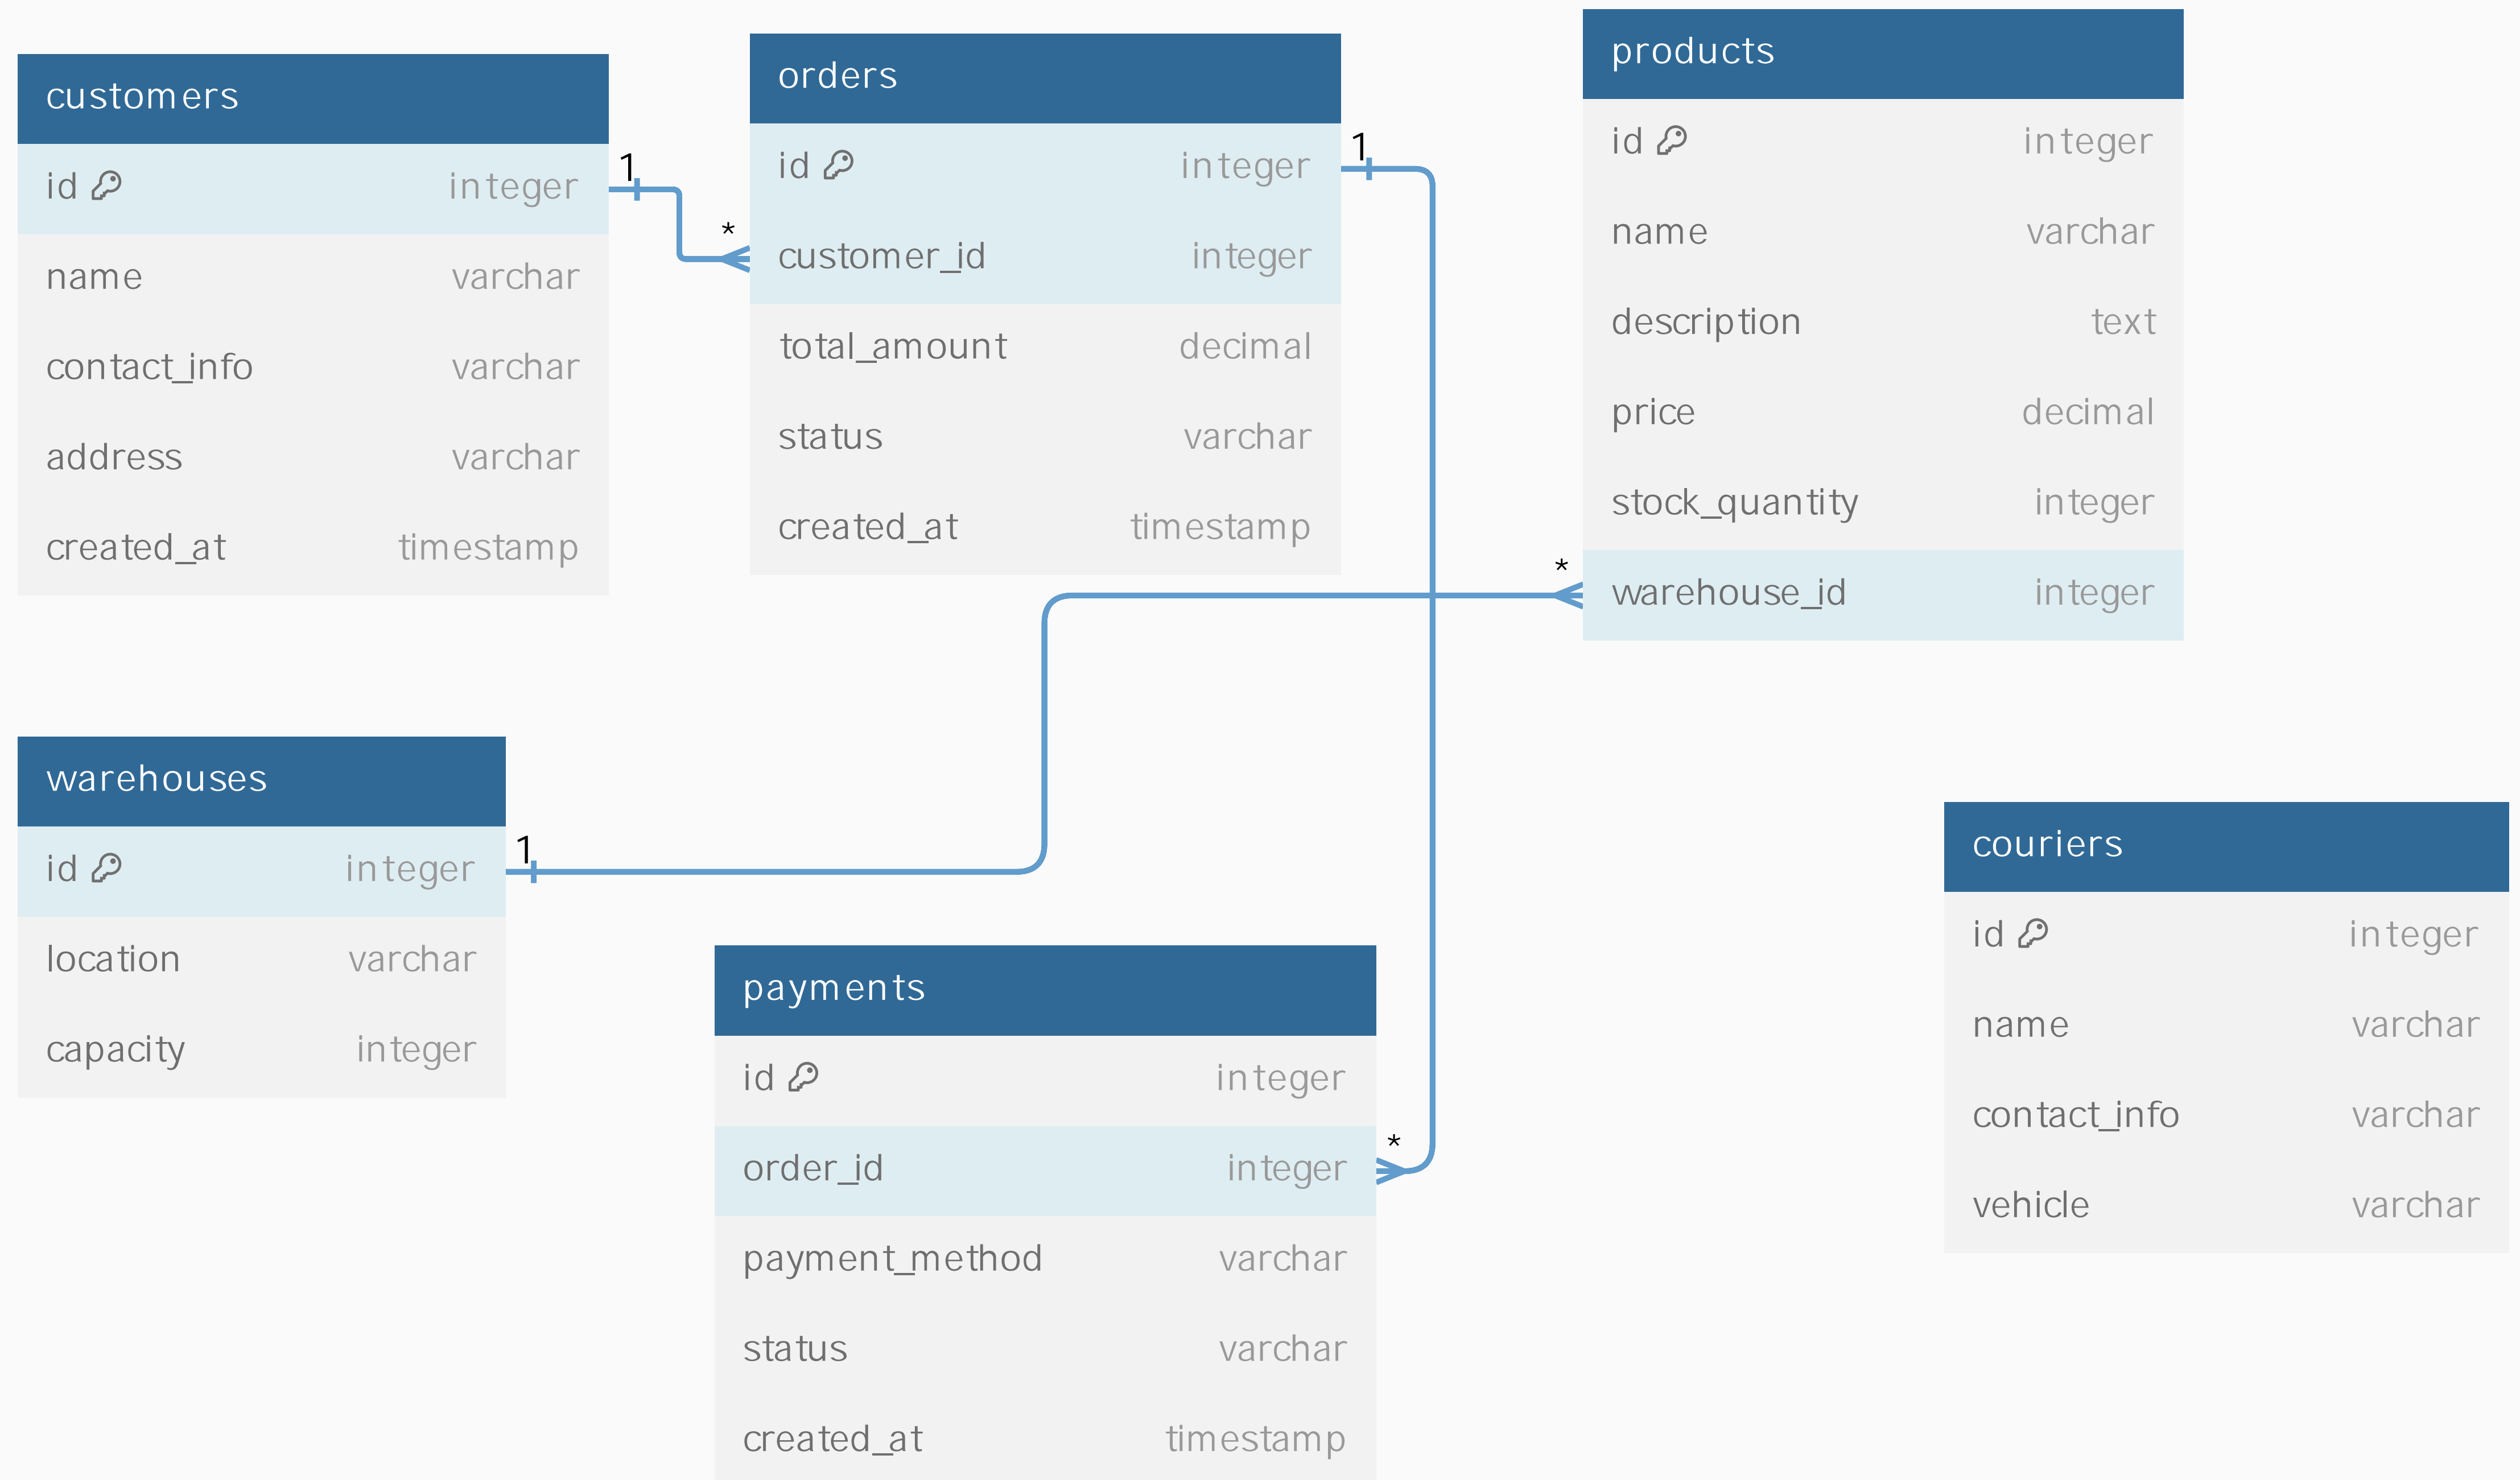 customers
id integer
name varchar
contact_info varchar
address varchar
created_at timestamp
1
*
orders
id integer
customer_id integer
total_amount decimal
status varchar
created_at timestamp
1
*
products
id integer
name varchar
description text
price decimal
stock_quantity integer
warehouse_id integer
warehouses
id integer
location varchar
capacity integer
1
payments
id integer
order_id integer
payment_method varchar
status varchar
created_at timestamp
*
couriers
id integer
name varchar
contact_info varchar
vehicle varchar